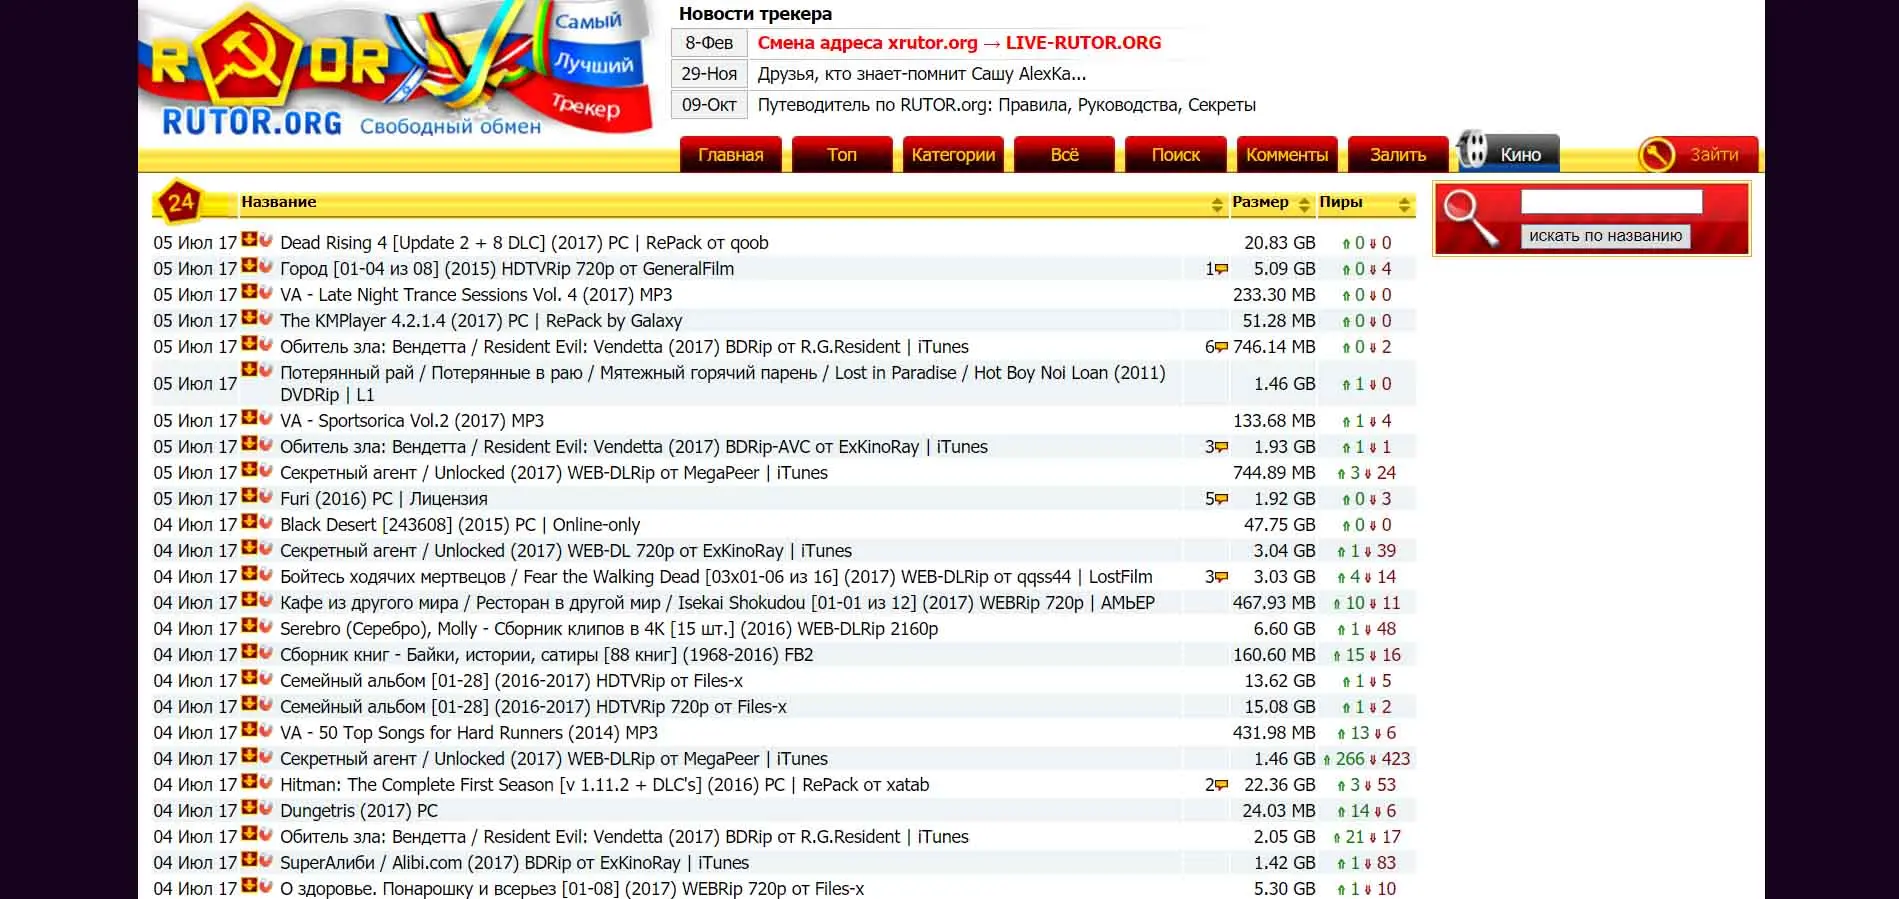 R OR
RUTOR.ORG Свободный обмен
Самый
Лучший
Трекер
Новости трекера
8-Фев Смена адреса xrutor.org → LIVE-RUTOR.ORG
29-Ноя Друзья, кто знает-помнит Сашу AlexKa...
09-Окт Путеводитель по RUTOR.org: Правила, Руководства, Секреты
Главная Топ Категории Всё Поиск Комменты Залить Кино Зайти
24 Название Размер Пиры
искать по названию
05 Июл 17 Dead Rising 4 [Update 2 + 8 DLC] (2017) PC | RePack от qoob 20.83 GB 0 0
05 Июл 17 Город [01-04 из 08] (2015) HDTVRip 720p от GeneralFilm 1 5.09 GB 0 4
05 Июл 17 VA - Late Night Trance Sessions Vol. 4 (2017) MP3 233.30 MB 0 0
05 Июл 17 The KMPlayer 4.2.1.4 (2017) PC | RePack by Galaxy 51.28 MB 0 0
05 Июл 17 Обитель зла: Вендетта / Resident Evil: Vendetta (2017) BDRip от R.G.Resident | iTunes 6 746.14 MB 0 2
05 Июл 17 Потерянный рай / Потерянные в раю / Мятежный горячий парень / Lost in Paradise / Hot Boy Noi Loan (2011)
DVDRip | L1 1.46 GB 1 0
05 Июл 17 VA - Sportsorica Vol.2 (2017) MP3 133.68 MB 1 4
05 Июл 17 Обитель зла: Вендетта / Resident Evil: Vendetta (2017) BDRip-AVC от ExKinoRay | iTunes 3 1.93 GB 1 1
05 Июл 17 Секретный агент / Unlocked (2017) WEB-DLRip от MegaPeer | iTunes 744.89 MB 3 24
05 Июл 17 Furi (2016) PC | Лицензия 5 1.92 GB 0 3
04 Июл 17 Black Desert [243608] (2015) PC | Online-only 47.75 GB 0 0
04 Июл 17 Секретный агент / Unlocked (2017) WEB-DL 720p от ExKinoRay | iTunes 3.04 GB 1 39
04 Июл 17 Бойтесь ходячих мертвецов / Fear the Walking Dead [03x01-06 из 16] (2017) WEB-DLRip от qqss44 | LostFilm 3 3.03 GB 4 14
04 Июл 17 Кафе из другого мира / Ресторан в другой мир / Isekai Shokudou [01-01 из 12] (2017) WEBRip 720p | АМЬЕР 467.93 MB 10 11
04 Июл 17 Serebro (Серебро), Molly - Сборник клипов в 4K [15 шт.] (2016) WEB-DLRip 2160p 6.60 GB 1 48
04 Июл 17 Сборник книг - Байки, истории, сатиры [88 книг] (1968-2016) FB2 160.60 MB 15 16
04 Июл 17 Семейный альбом [01-28] (2016-2017) HDTVRip от Files-x 13.62 GB 1 5
04 Июл 17 Семейный альбом [01-28] (2016-2017) HDTVRip 720p от Files-x 15.08 GB 1 2
04 Июл 17 VA - 50 Top Songs for Hard Runners (2014) MP3 431.98 MB 13 6
04 Июл 17 Секретный агент / Unlocked (2017) WEB-DLRip от MegaPeer | iTunes 1.46 GB 266 423
04 Июл 17 Hitman: The Complete First Season [v 1.11.2 + DLC's] (2016) PC | RePack от xatab 2 22.36 GB 3 53
04 Июл 17 Dungetris (2017) PC 24.03 MB 14 6
04 Июл 17 Обитель зла: Вендетта / Resident Evil: Vendetta (2017) BDRip от R.G.Resident | iTunes 2.05 GB 21 17
04 Июл 17 SuperАлиби / Alibi.com (2017) BDRip от ExKinoRay | iTunes 1.42 GB 1 83
04 Июл 17 О здоровье. Понарошку и всерьез [01-08] (2017) WEBRip 720p от Files-x 5.30 GB 1 10